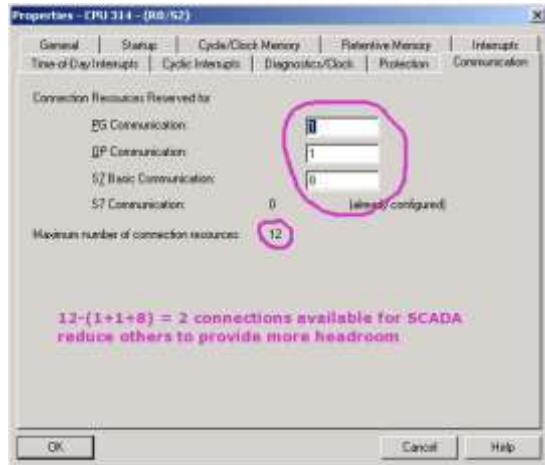 Properties - CPU 314 - (R0/S2)
General Startup Cycle/Clock Memory Retentive Memory Interrupts
Time-of-Day Interrupts Cyclic Interrupts Diagnostics/Clock Protection Communication
Connection Resources Reserved for
PG Communication: 1
OP Communication: 1
S7 Basic Communication:
S7 Communication: 0 (already configured)
Maximum number of connection resources: 12
12-(1+1+8) = 2 connections available for SCADA
reduce others to provide more headroom
OK Cancel Help